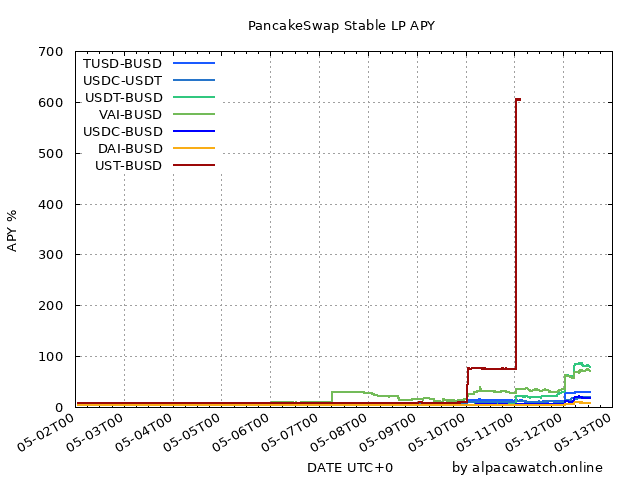 PancakeSwap Stable LP APY
700
600
500
400
300
200
100
0
APY %
TUSD-BUSD
USDC-USDT
USDT-BUSD
VAI-BUSD
USDC-BUSD
DAI-BUSD
UST-BUSD
05-02T00
05-03T00
05-04T00
05-05T00
05-06T00
05-07T00
05-08T00
05-09T00
05-10T00
05-11T00
05-12T00
05-13T00
DATE UTC+0
by alpacawatch.online